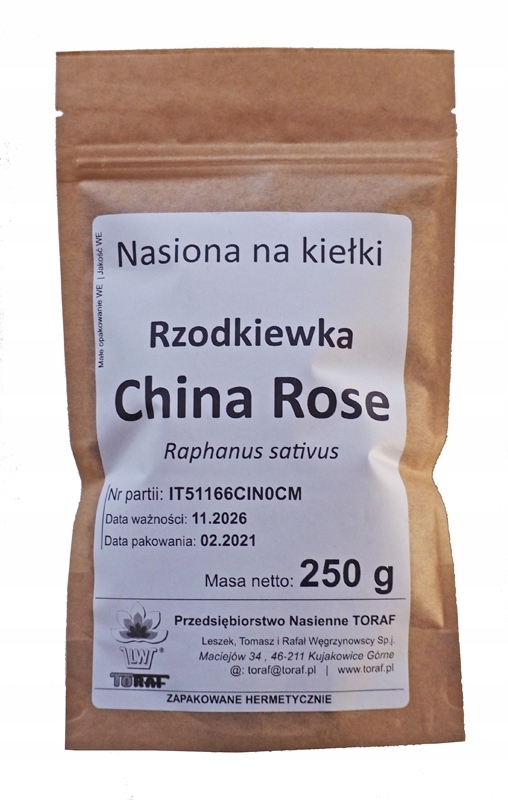 Małe opakowanie WE | Jakość WE
Nasiona na kiełki
Rzodkiewka
China Rose
Raphanus sativus
Nr partii: IT51166CIN0CM
Data ważności: 11.2026
Data pakowania: 02.2021
Masa netto: 250 g
Przedsiębiorstwo Nasienne TORAF
Leszek, Tomasz i Rafał Węgrzynowscy Sp.j.
Maciejów 34 , 46-211 Kujakowice Górne
@: toraf@toraf.pl | www.toraf.pl
LW®
TORAF
ZAPAKOWANE HERMETYCZNIE